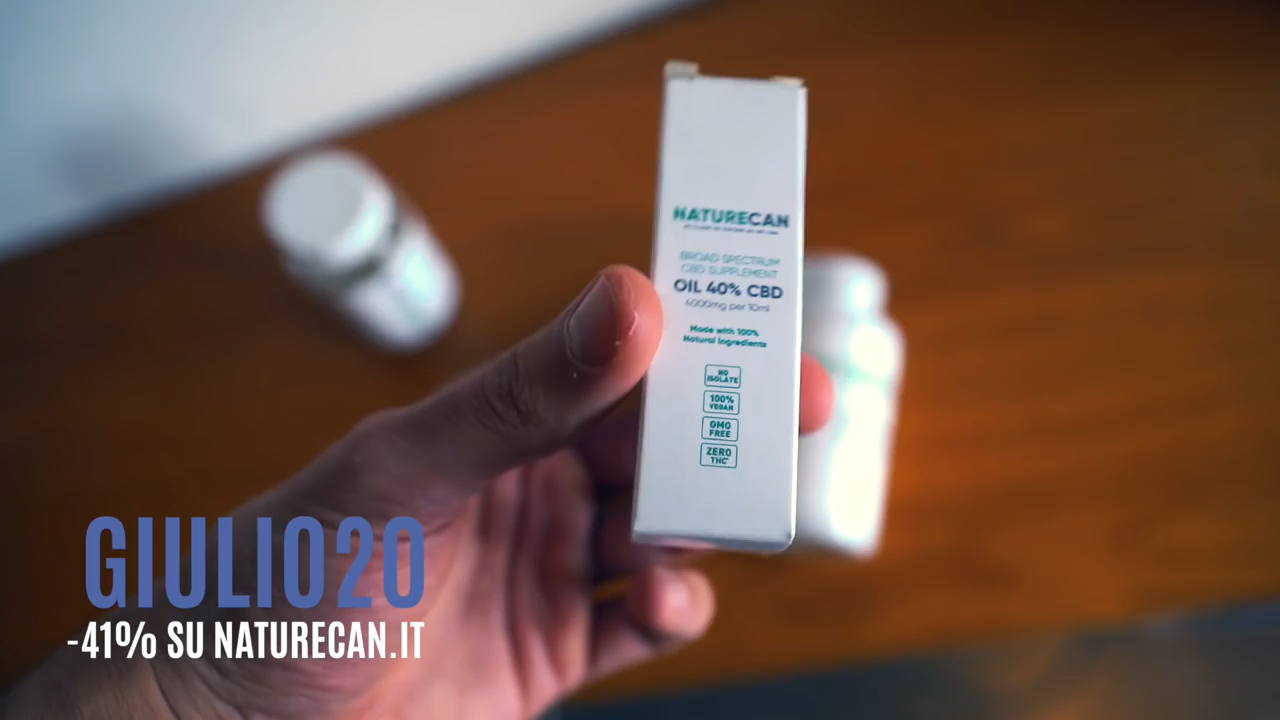 NATURECAN
BROAD SPECTRUM
CBD SUPPLEMENT
OIL 40% CBD
4000mg per 10ml
Made with 100%
Natural Ingredients
NO
ISOLATE
100%
VEGAN
GMO
FREE
ZERO
THC*
GIULIO20
-41% SU NATURECAN.IT